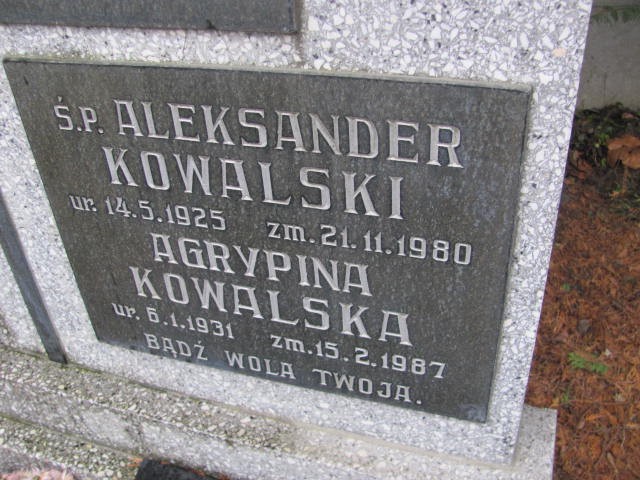 Ś.P. ALEKSANDER
KOWALSKI
ur. 14.5.1925 zm. 21.11.1980
AGRYPINA
KOWALSKA
ur. 6.1.1931 zm. 15.2.1987
BĄDŹ WOLA TWOJA.